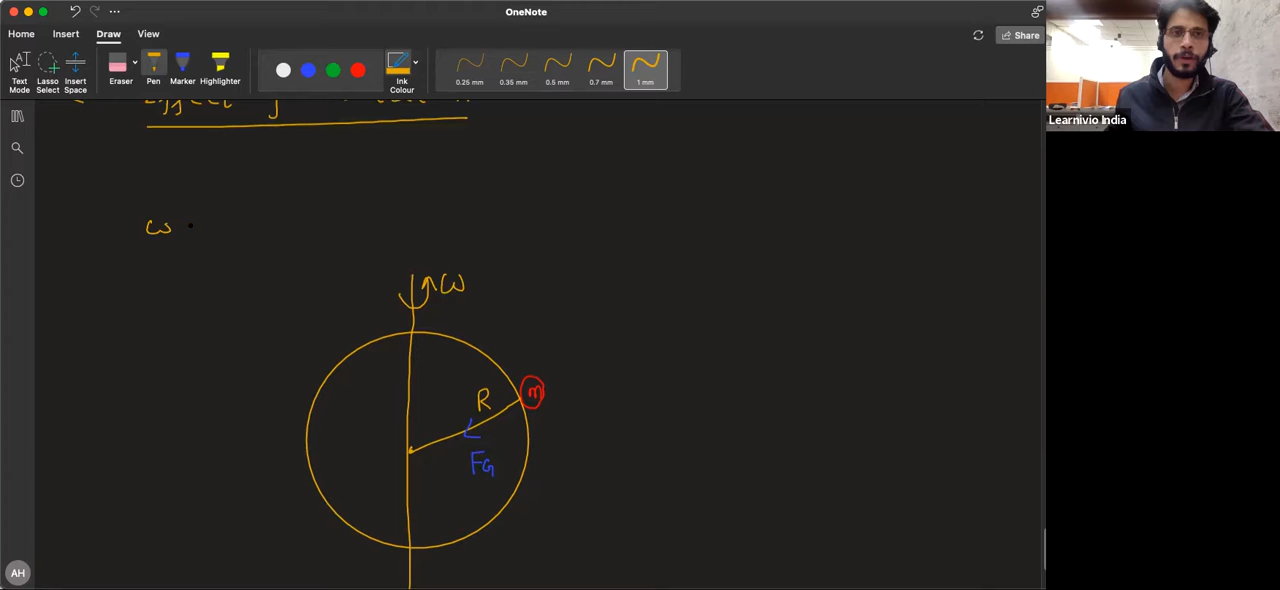 OneNote
Home Insert Draw View
Share
Text Mode
Lasso Select
Insert Space
Eraser
Pen
Marker
Highlighter
Ink Colour
0.25 mm
0.35 mm
0.5 mm
0.7 mm
1 mm
Learnivio India
ω
ω
R
m
FG
AH